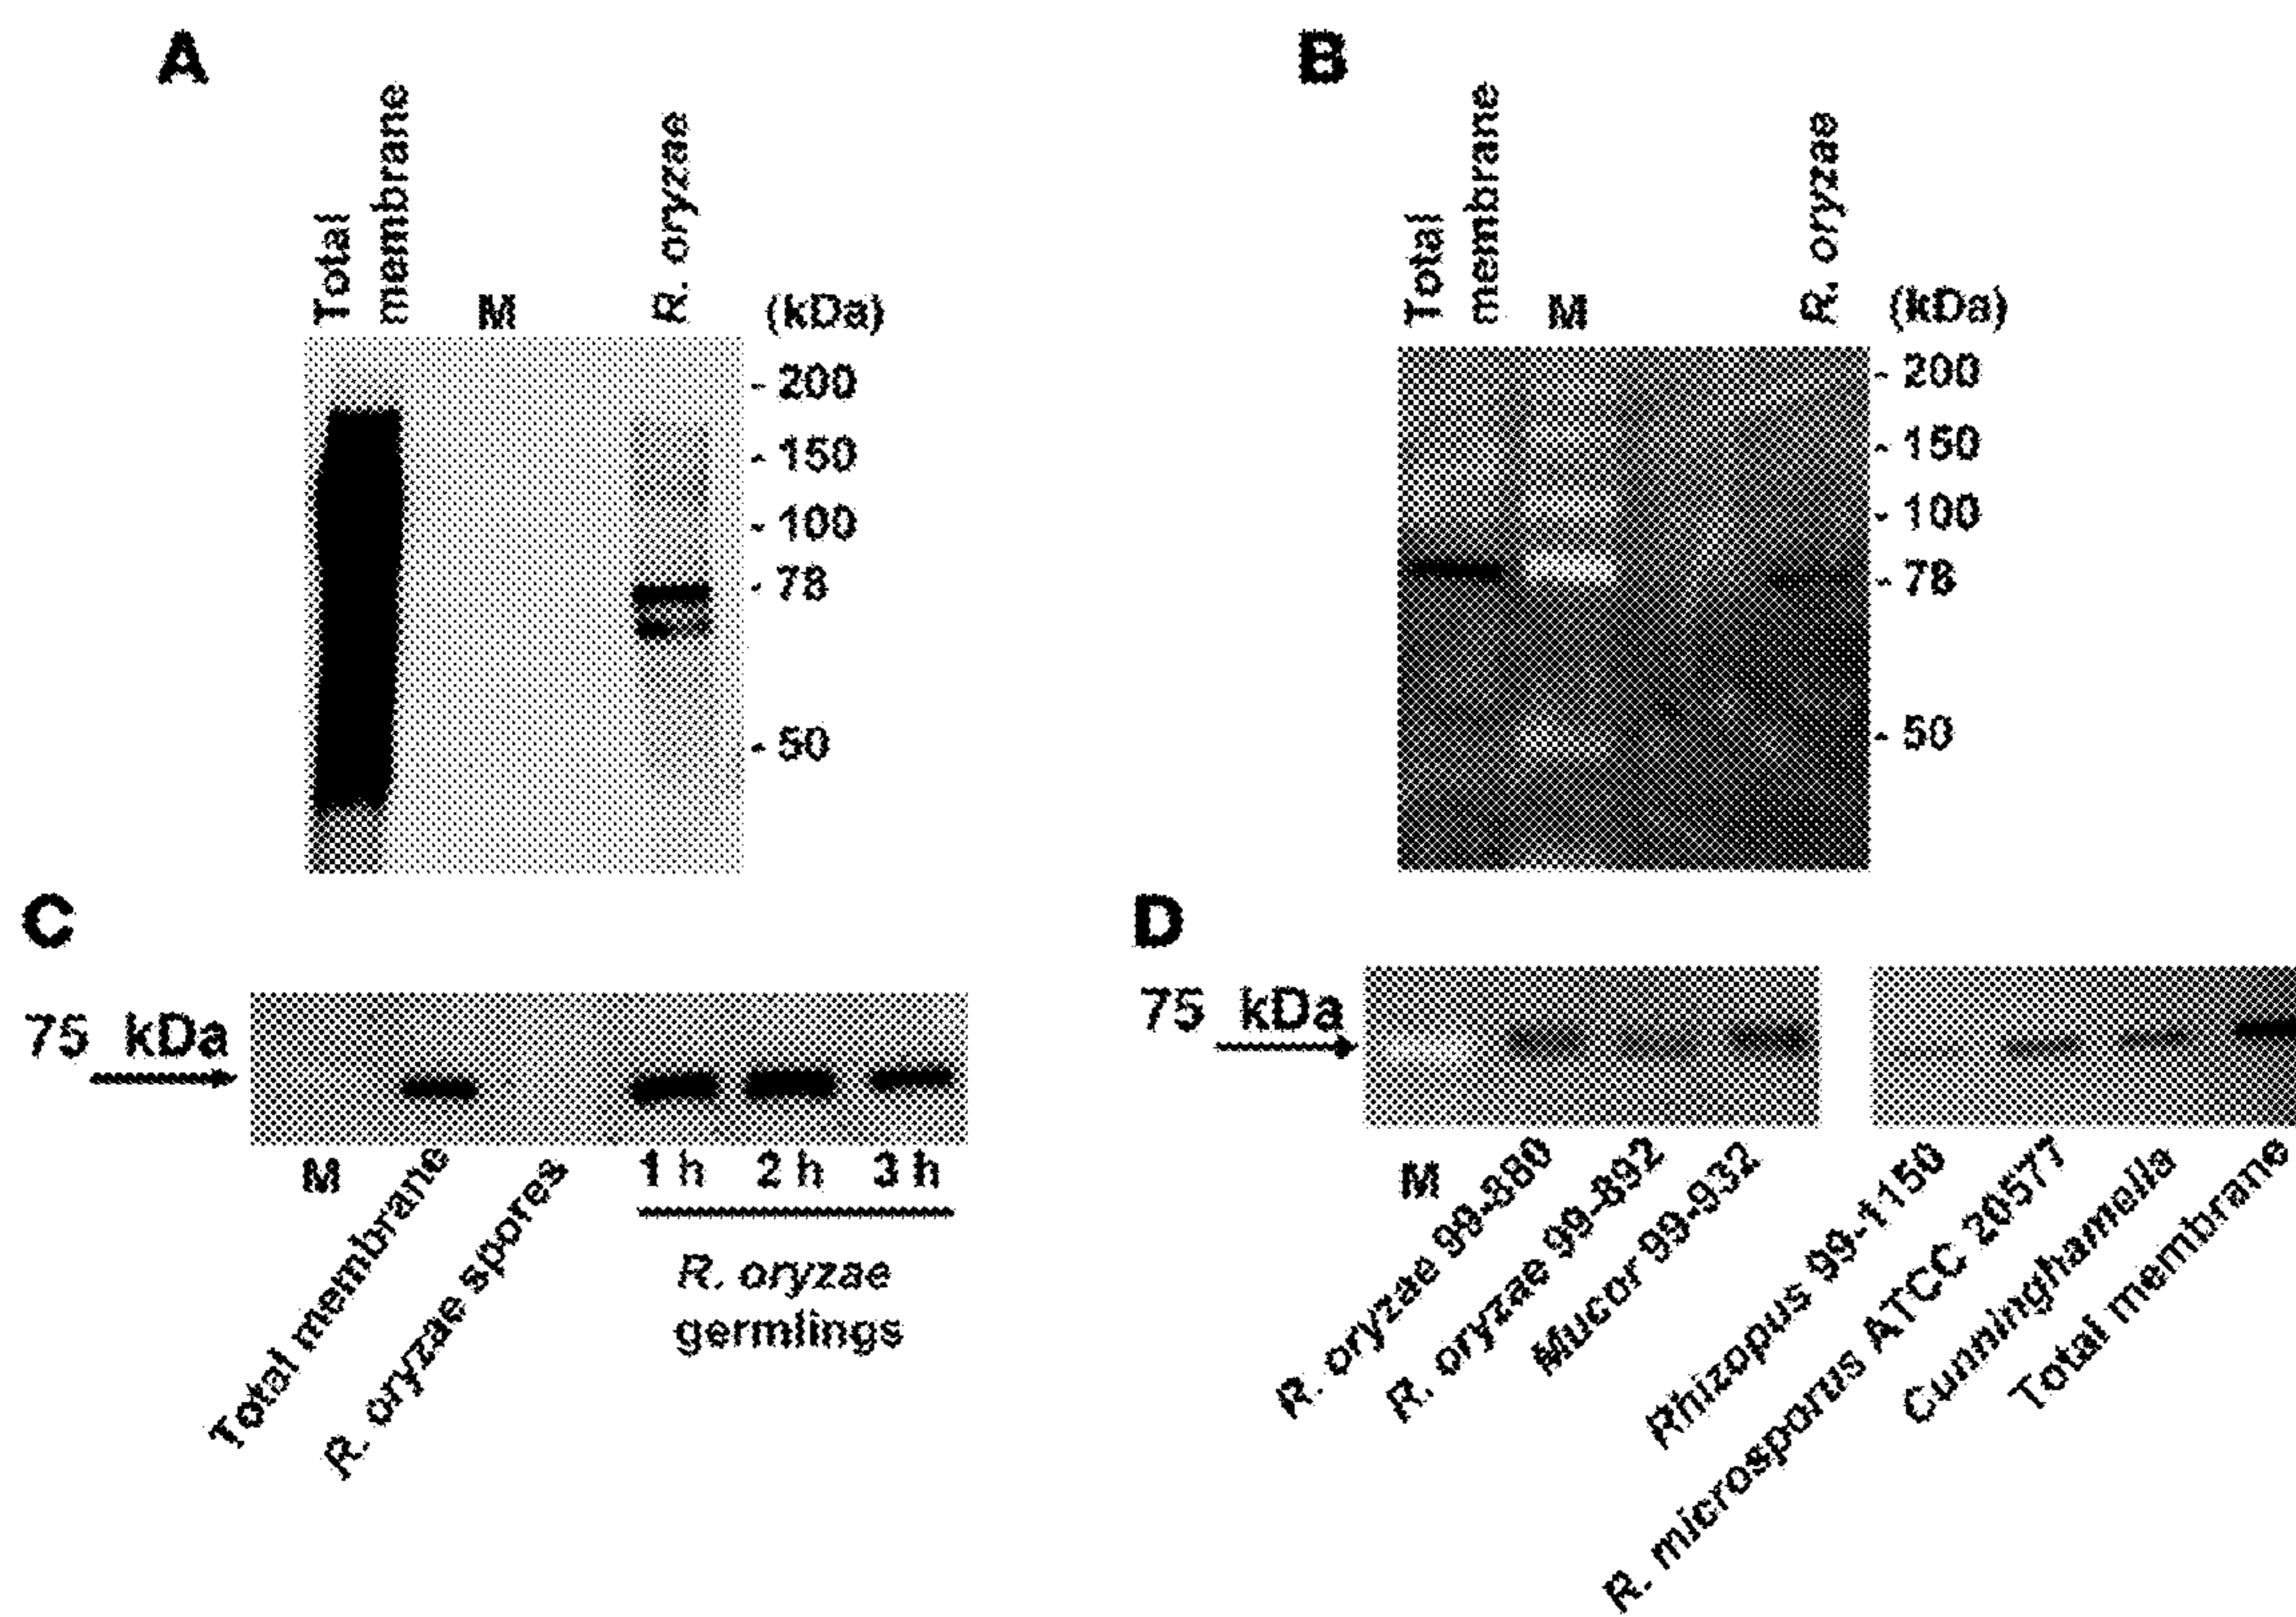 A
Total
membrane
M
R. oryzae
(kDa)
- 200
- 150
- 100
- 78
- 50
B
Total
membrane
M
R. oryzae
(kDa)
- 200
- 150
- 100
- 78
- 50
C
75 kDa
M
Total membrane
R. oryzae spores
1 h
2 h
3 h
R. oryzae
germlings
D
75 kDa
M
R. oryzae 99-880
R. oryzae 99-892
Mucor 99-932
Rhizopus 99-1150
R. microsporus ATCC 20577
Cunninghamella
Total membrane